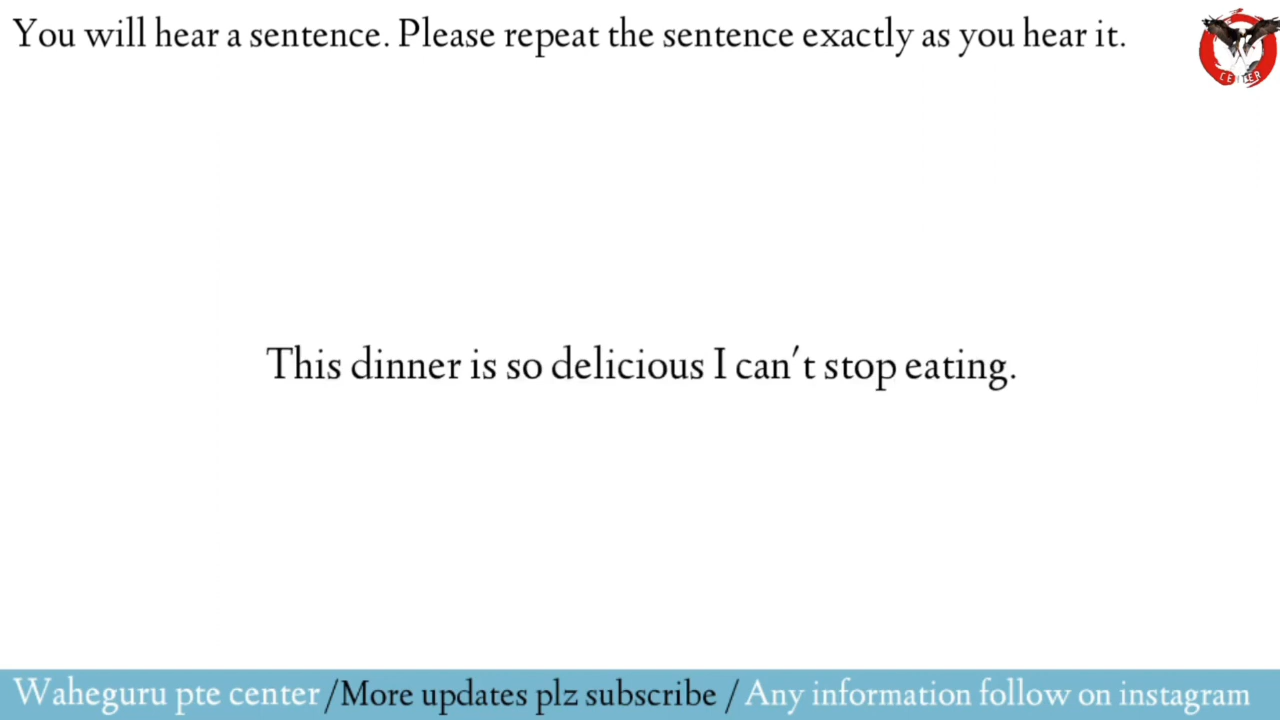 You will hear a sentence. Please repeat the sentence exactly as you hear it.
CENTER
This dinner is so delicious I can't stop eating.
Waheguru pte center /More updates plz subscribe / Any information follow on instagram